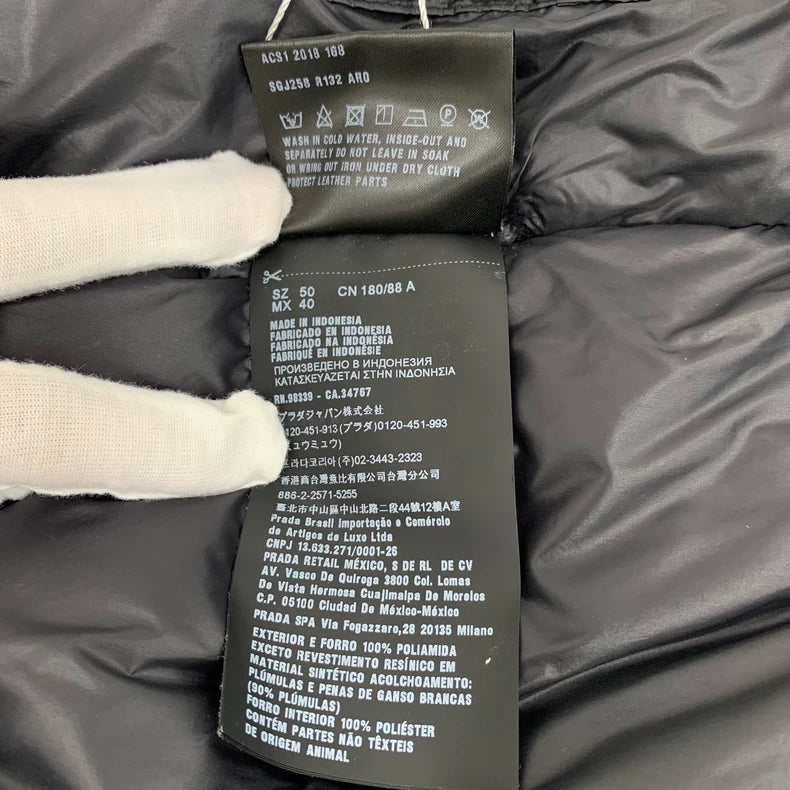 ACS1 2018 168
SGJ258 R132 AR0
P
WASH IN COLD WATER, INSIDE-OUT AND
SEPARATELY DO NOT LEAVE IN SOAK
OR WRING OUT IRON UNDER DRY CLOTH
PROTECT LEATHER PARTS
SZ 50 CN 180/88 A
MX 40
MADE IN INDONESIA
FABRICADO EN INDONESIA
FABRICADO NA INDONÉSIA
FABRIQUÉ EN INDONÉSIE
ПРОИЗВЕДЕНО В ИНДОНЕЗИЯ
ΚΑΤΑΣΚΕΥΑΖΕΤΑΙ ΣΤΗΝ ΙΝΔΟΝΗΣΙΑ
RN.98339 - CA.34767
プラダジャパン株式会社
120-451-913(プラダ)0120-451-993
ュウミュウ)
프라다코리아(주)02-3443-2323
香港商台灣魚比有限公司台灣分公司
886-2-2571-5255
臺北市中山區中山北路二段44號12樓A室
Prada Brasil Importação e Comércio
de Artigos de Luxo Ltda
CNPJ 13.633.271/0001-26
PRADA RETAIL MÉXICO, S DE RL DE CV
AV. Vasco De Quiroga 3800 Col. Lomas
De Vista Hermosa Cuajimalpa De Morelos
C.P. 05100 Ciudad De México-México
PRADA SPA Via Fogazzaro,28 20135 Milano
EXTERIOR E FORRO 100% POLIAMIDA
EXCETO REVESTIMENTO RESÍNICO EM
MATERIAL SINTÉTICO ACOLCHOAMENTO:
PLÚMULAS E PENAS DE GANSO BRANCAS
(90% PLÚMULAS)
FORRO INTERIOR 100% POLIÉSTER
CONTÉM PARTES NÃO TÊXTEIS
DE ORIGEM ANIMAL